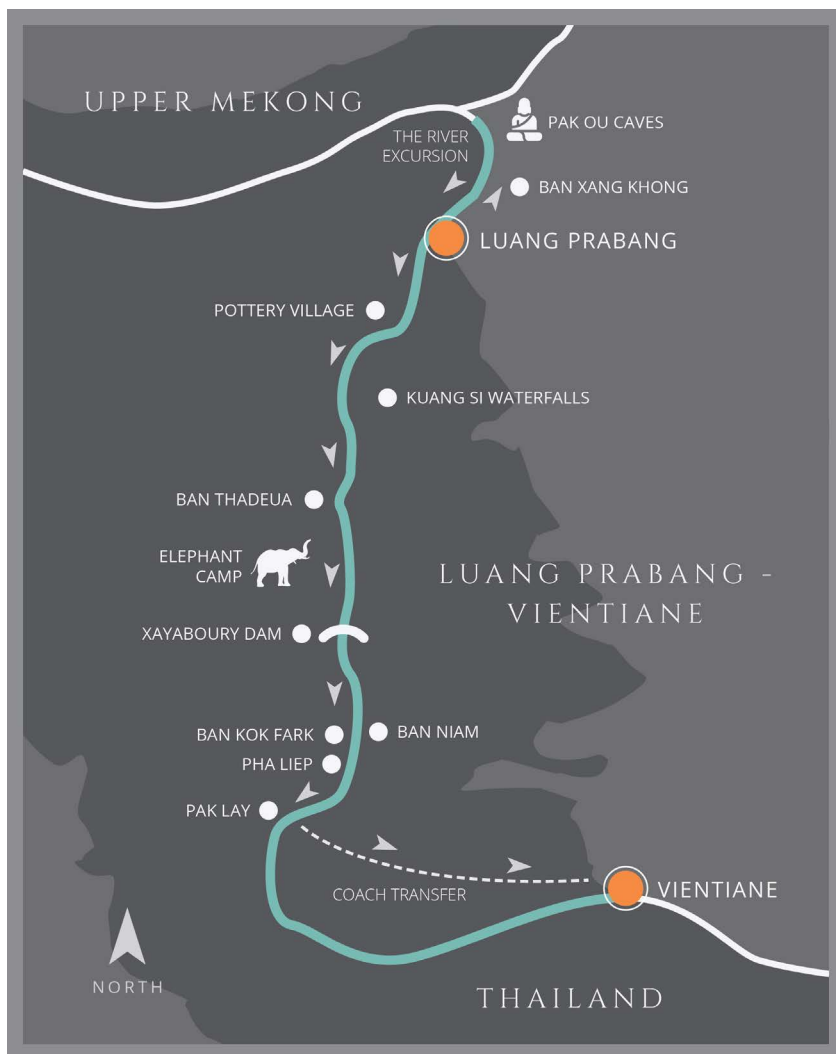 UPPER MEKONG
THE RIVER
EXCURSION
PAK OU CAVES
BAN XANG KHONG
LUANG PRABANG
POTTERY VILLAGE
KUANG SI WATERFALLS
BAN THADEUA
ELEPHANT
CAMP
LUANG PRABANG -
VIENTIANE
XAYABOURY DAM
BAN KOK FARK
BAN NIAM
PHA LIEP
PAK LAY
COACH TRANSFER
VIENTIANE
NORTH
THAILAND